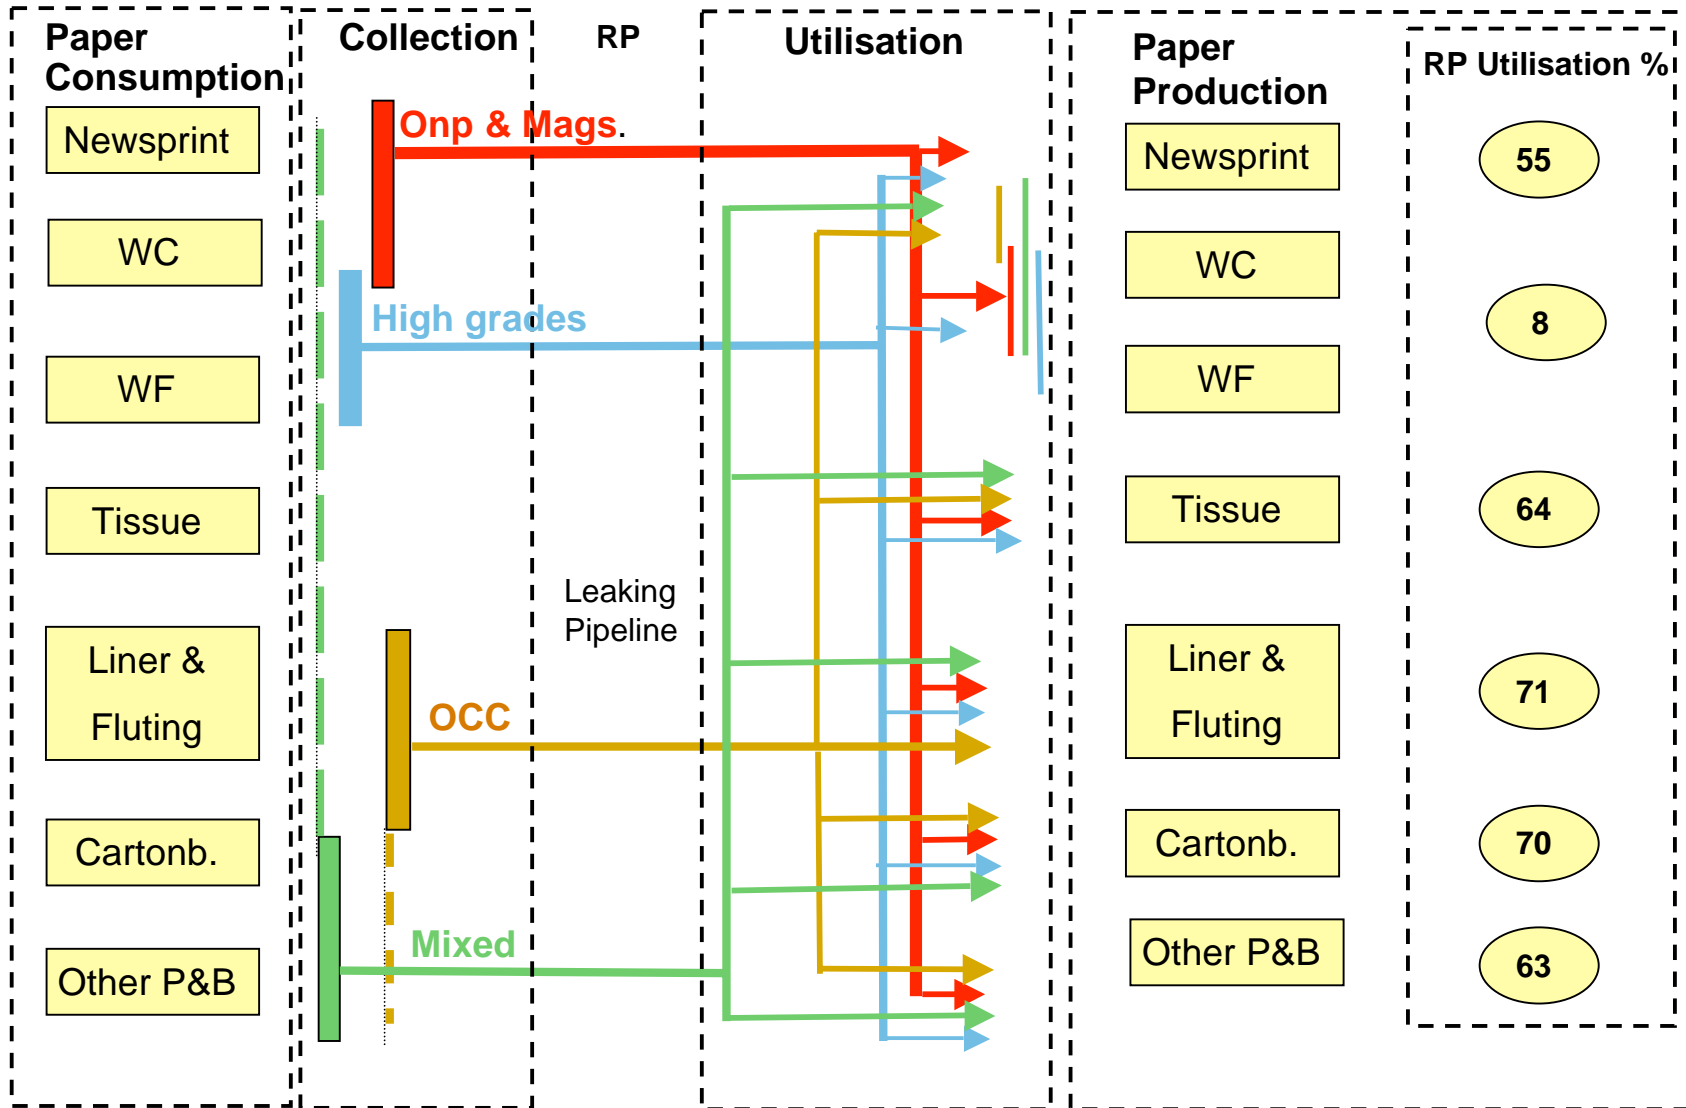 Paper
Consumption
Newsprint
WC
WF
Tissue
Liner &
Fluting
Cartonb.
Other P&B
Collection
Onp & Mags.
High grades
OCC
Mixed
RP
Leaking
Pipeline
Utilisation
Paper
Production
Newsprint
WC
WF
Tissue
Liner &
Fluting
Cartonb.
Other P&B
RP Utilisation %
55
8
64
71
70
63